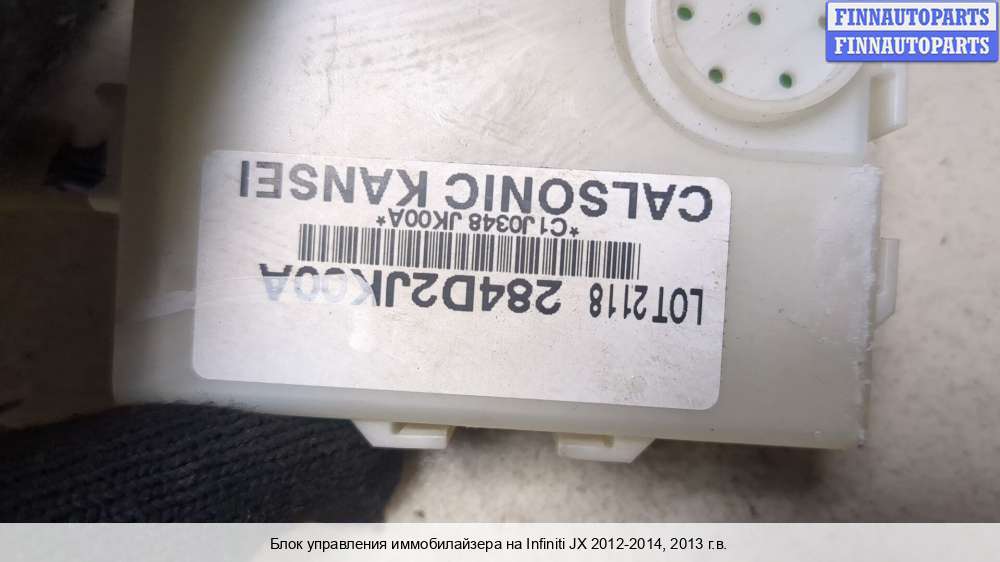 FINNAUTOPARTS
FINNAUTOPARTS
LOT2118 284D2JK00A
*C1J0348 JK00A*
CALSONIC KANSEI
Блок управления иммобилайзера на Infiniti JX 2012-2014, 2013 г.в.